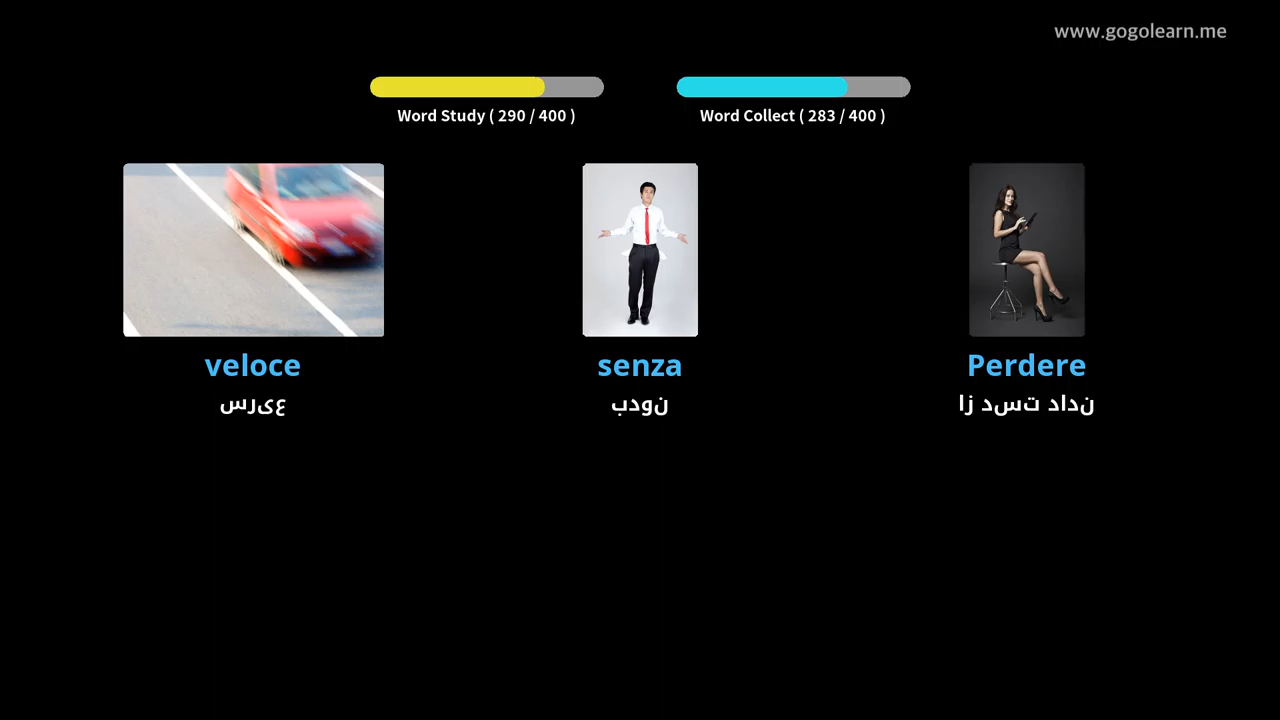 www.gogolearn.me
Word Study ( 290 / 400 )
Word Collect ( 283 / 400 )
veloce
senza
Perdere
سریع
بدون
از دست دادن